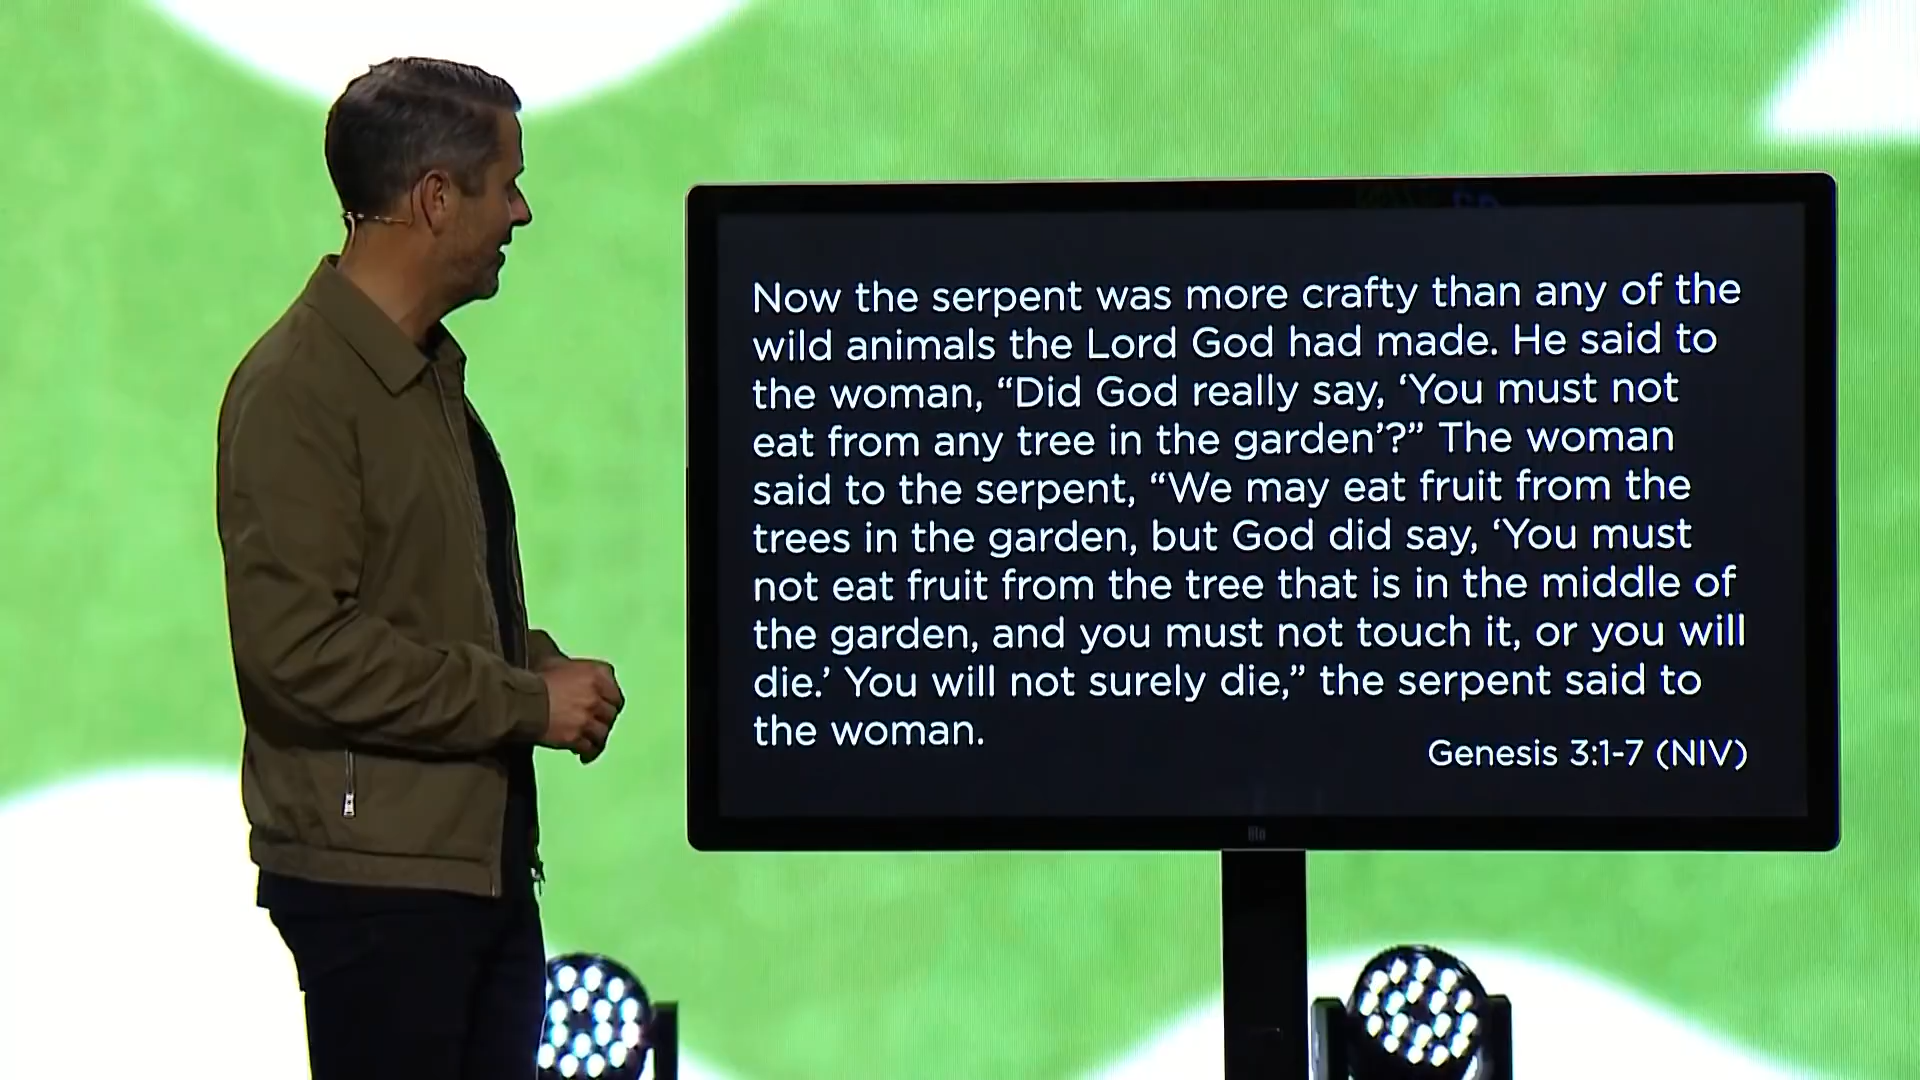 Now the serpent was more crafty than any of the
wild animals the Lord God had made. He said to
the woman, “Did God really say, ‘You must not
eat from any tree in the garden’?” The woman
said to the serpent, “We may eat fruit from the
trees in the garden, but God did say, ‘You must
not eat fruit from the tree that is in the middle of
the garden, and you must not touch it, or you will
die.’ You will not surely die,” the serpent said to
the woman.
Genesis 3:1-7 (NIV)